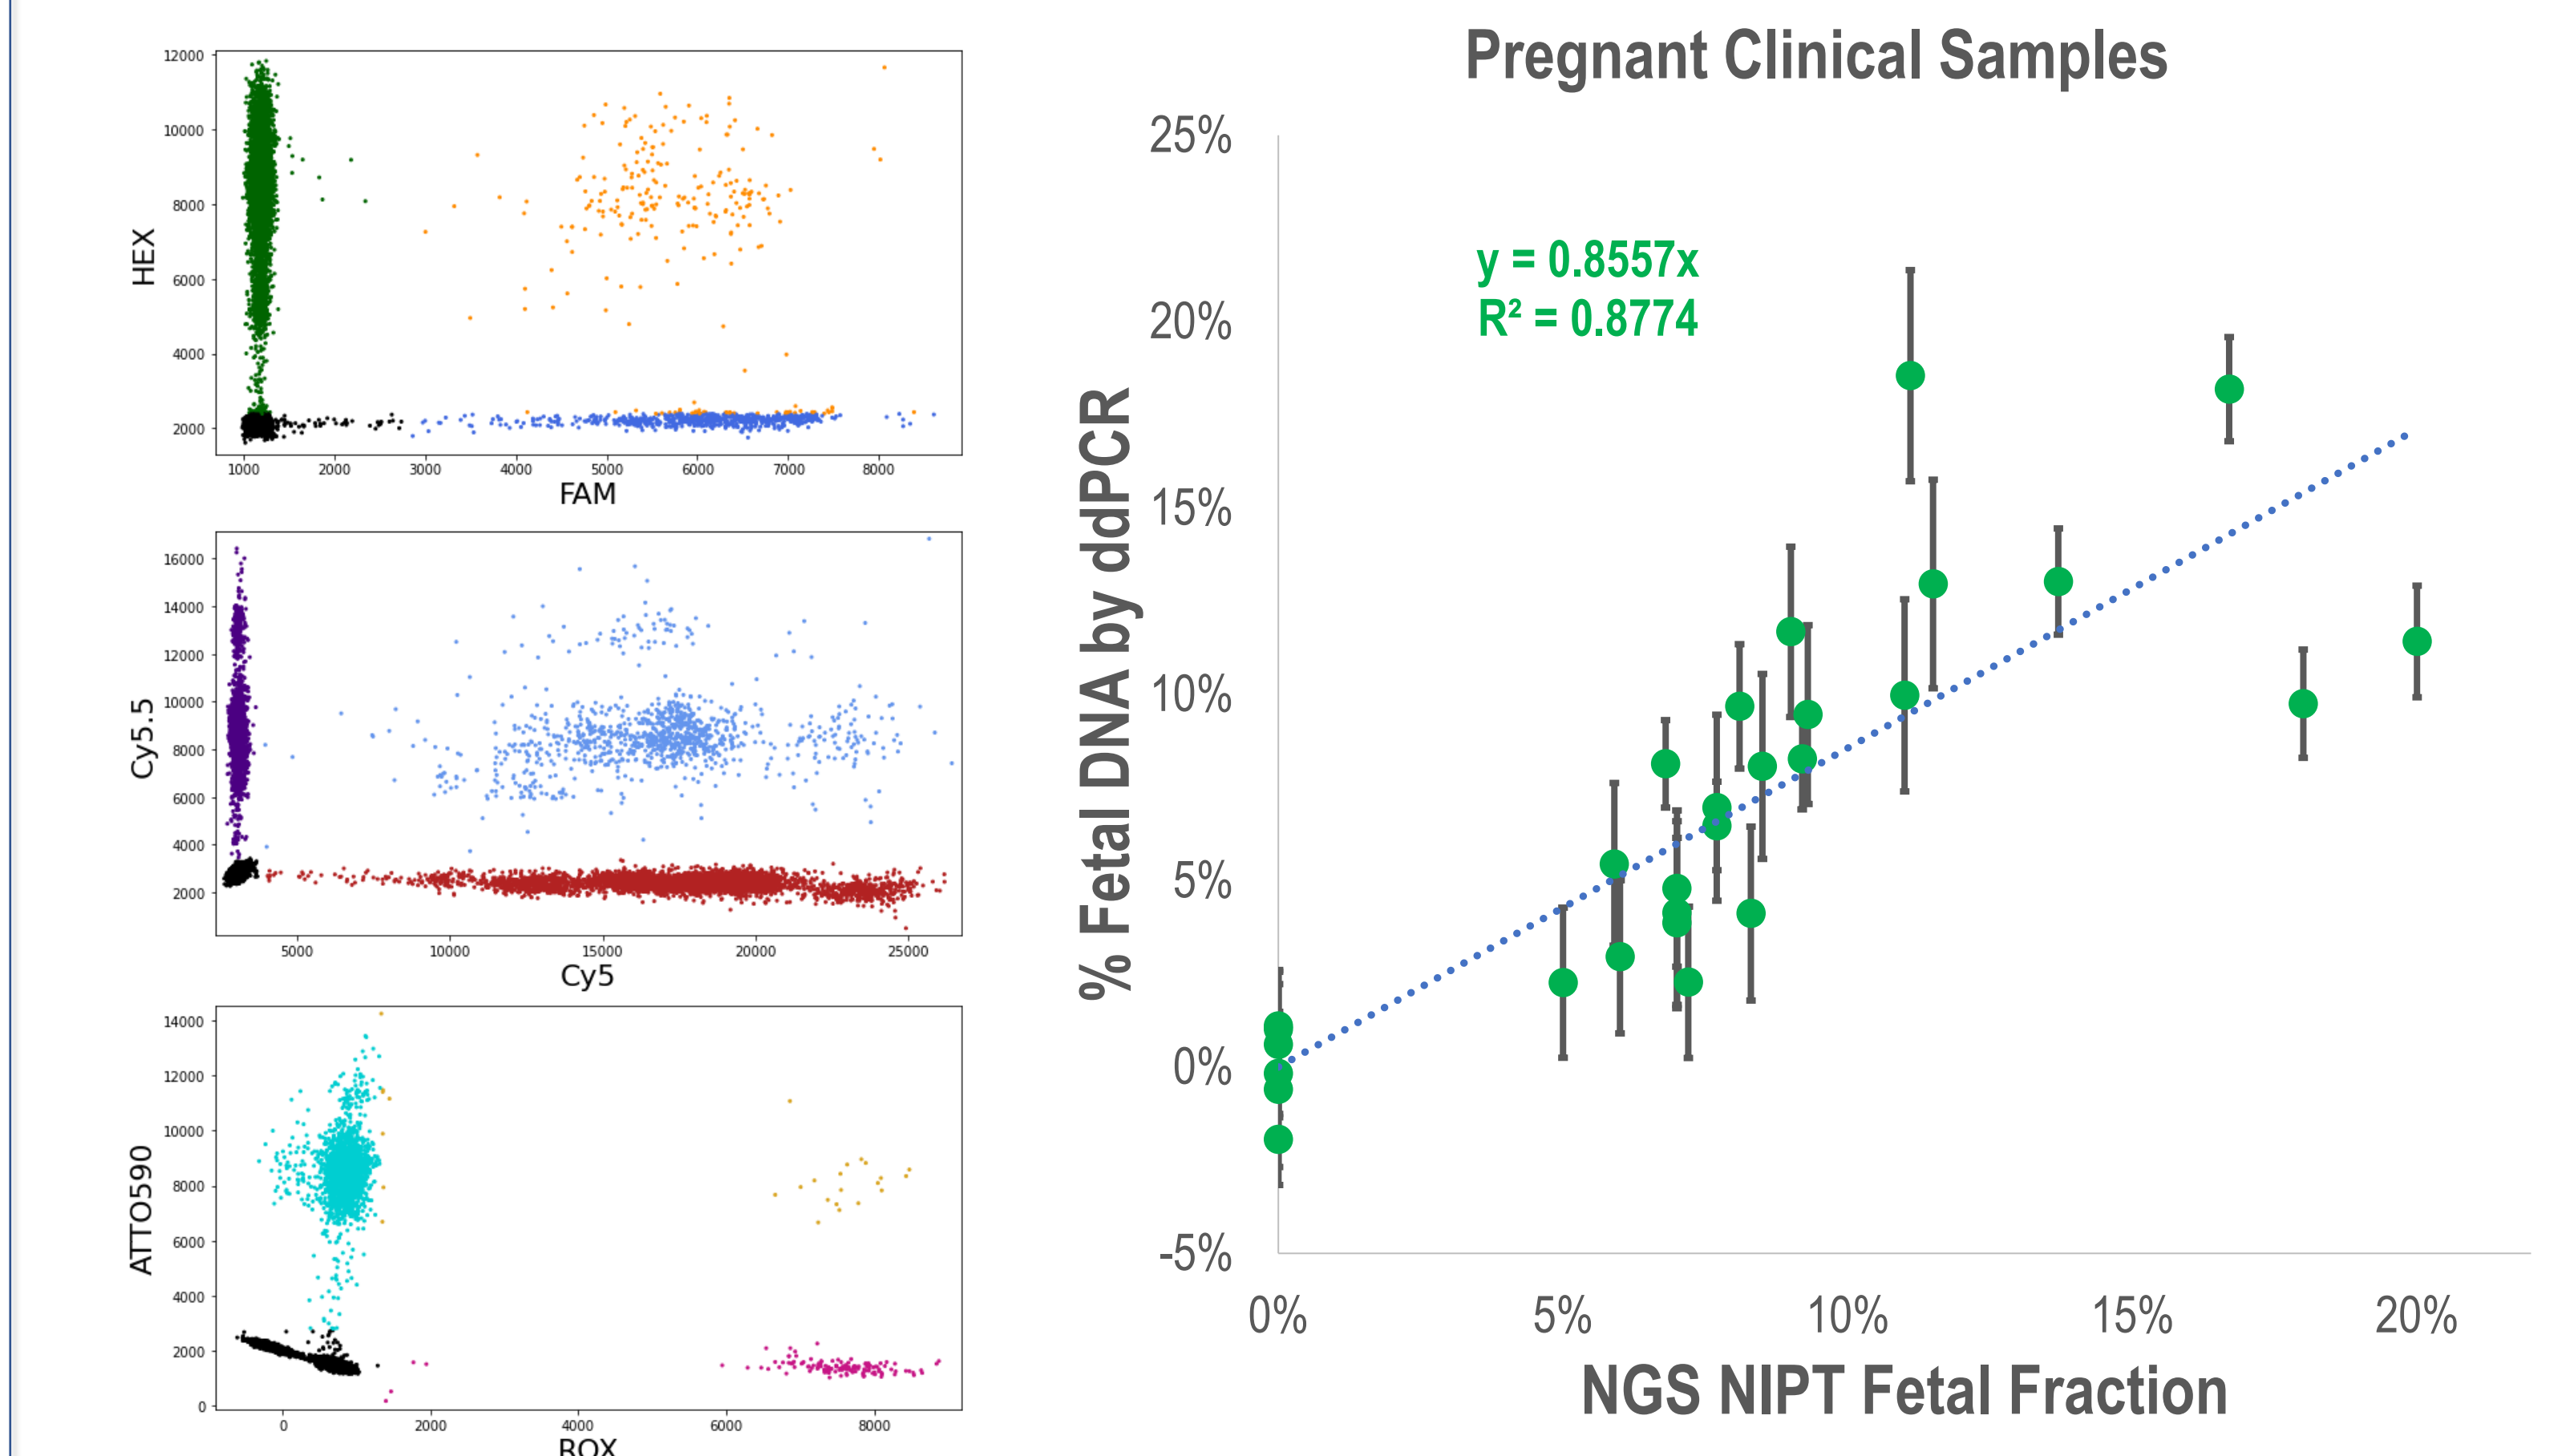 12000
10000
8000
6000
4000
2000
HEX
1000 2000 3000 4000 5000 6000 7000 8000
FAM
16000
14000
12000
10000
8000
6000
4000
2000
Cy5.5
5000 10000 15000 20000 25000
Cy5
14000
12000
10000
8000
6000
4000
2000
0
ATTO590
0 2000 4000 6000 8000
ROX
Pregnant Clinical Samples
25%
20%
15%
10%
5%
0%
-5%
% Fetal DNA by ddPCR
y = 0.8557x
R² = 0.8774
0% 5% 10% 15% 20%
NGS NIPT Fetal Fraction